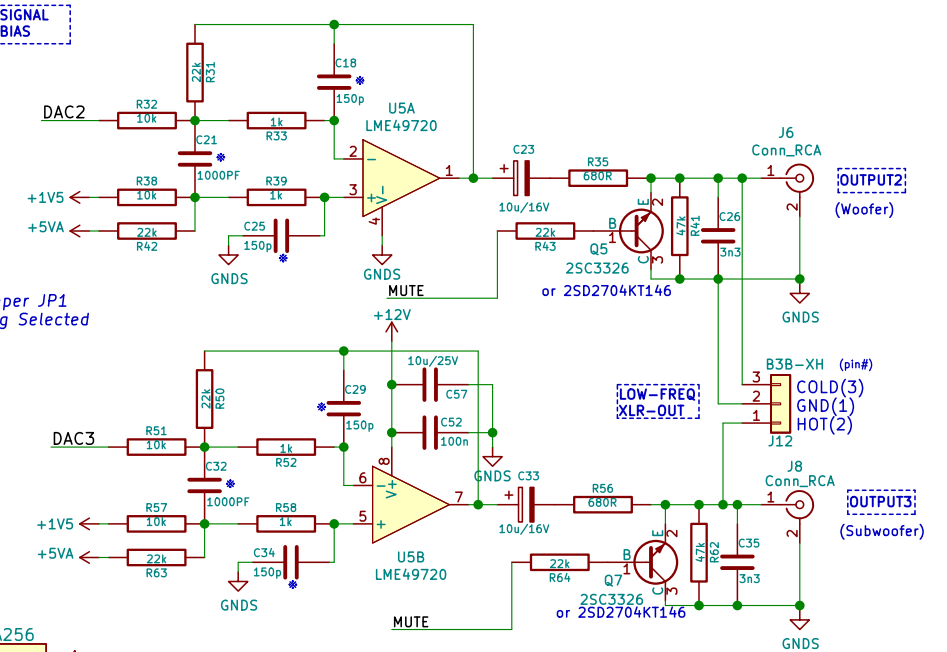 SIGNAL
BIAS
22k
R31
C18
※
150p
DAC2
R32
10k
1k
R33
U5A
LME49720
C21
※
1000PF
2
-
1
3
+
V-
4
+1V5
R38
10k
R39
1k
+5VA
22k
R42
C25
150p
※
GNDS
GNDS
C23
+
10u/16V
R35
680R
J6
Conn_RCA
1
2
OUTPUT2
(Woofer)
22k
R43
B
1
E
2
C
3
Q5
2SC3326
or 2SD2704KT146
47k
R41
C26
3n3
GNDS
MUTE
per JP1
g Selected
+12V
10u/25V
C57
C52
100n
GNDS
22k
R50
C29
※
150p
DAC3
R51
10k
1k
R52
C32
※
1000PF
8
6
-
V+
7
5
+
U5B
LME49720
+1V5
R57
10k
R58
1k
+5VA
22k
R63
C34
150p
※
GNDS
LOW-FREQ
XLR-OUT
B3B-XH (pin#)
3
COLD(3)
2
GND(1)
1
HOT(2)
J12
C33
+
10u/16V
R56
680R
J8
Conn_RCA
1
2
OUTPUT3
(Subwoofer)
22k
R64
B
1
E
2
C
3
Q7
2SC3326
or 2SD2704KT146
47k
R62
C35
3n3
GNDS
MUTE
A256